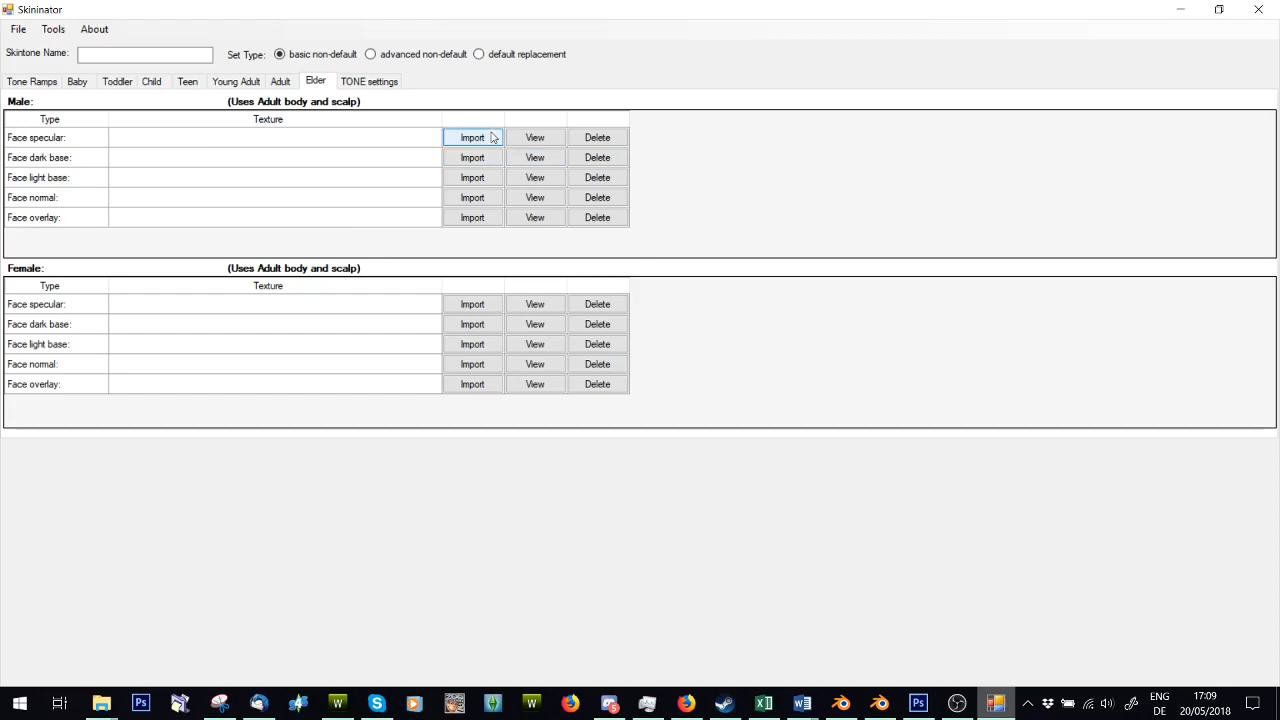 Skininator
File Tools About
Skintone Name: Set Type: basic non-default advanced non-default default replacement
Tone Ramps Baby Toddler Child Teen Young Adult Adult Elder TONE settings
Male: (Uses Adult body and scalp)
Type Texture
Face specular: Import View Delete
Face dark base: Import View Delete
Face light base: Import View Delete
Face normal: Import View Delete
Face overlay: Import View Delete
Female: (Uses Adult body and scalp)
Type Texture
Face specular: Import View Delete
Face dark base: Import View Delete
Face light base: Import View Delete
Face normal: Import View Delete
Face overlay: Import View Delete
ENG 17:09
DE 20/05/2018